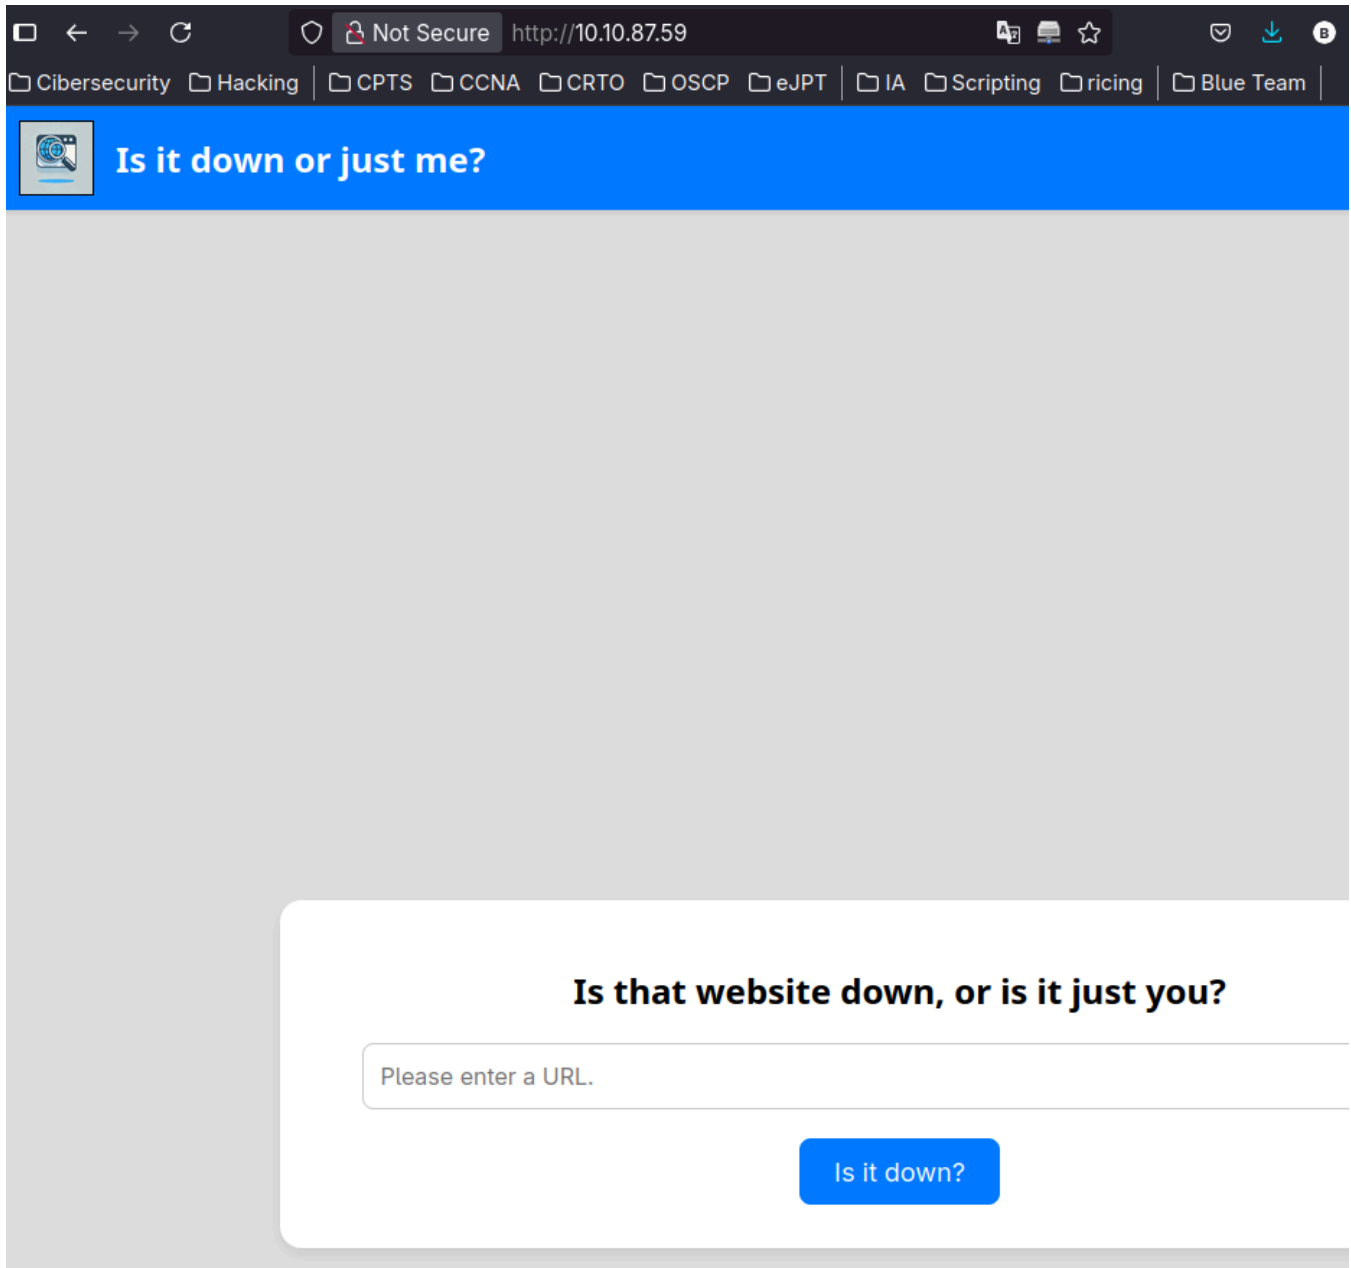 Not Secure http://10.10.87.59
Cibersecurity Hacking CPTS CCNA CRTO OSCP eJPT IA Scripting ricing Blue Team
Is it down or just me?
Is that website down, or is it just you?
Please enter a URL.
Is it down?